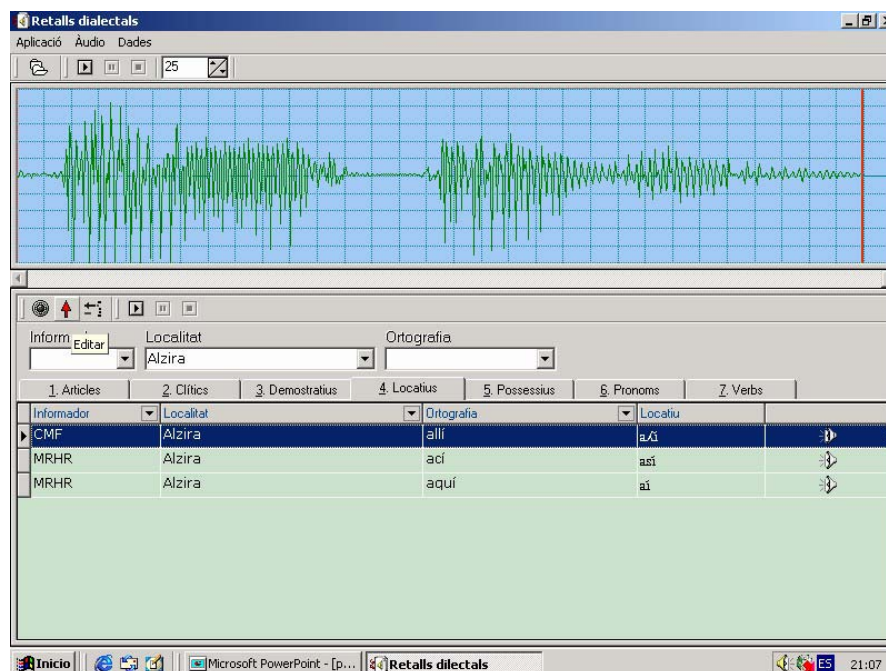 Retalls dialectals
Aplicació Àudio Dades
25
Editar
Inform
Localitat
Ortografia
Alzira
1. Articles 2. Clítics 3. Demostratius 4. Locatius 5. Possessius 6. Pronoms 7. Verbs
Informador Localitat Ortografia Locatiu
CMF Alzira allí aʎí
MRHR Alzira ací así
MRHR Alzira aquí aí
Inicio Microsoft PowerPoint - [p... Retalls dilectals ES 21:07